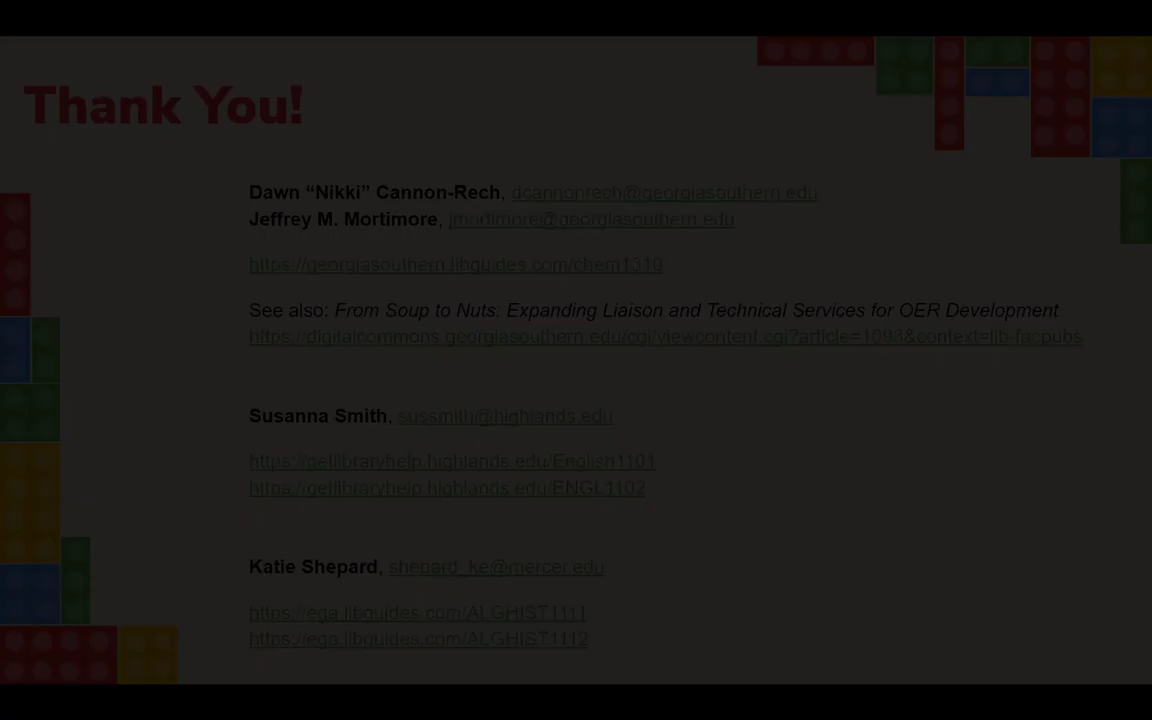 Thank You!
Dawn “Nikki” Cannon-Rech, dcannonrech@georgiasouthern.edu
Jeffrey M. Mortimore, jmortimore@georgiasouthern.edu
https://georgiasouthern.libguides.com/chem1310
See also: From Soup to Nuts: Expanding Liaison and Technical Services for OER Development
https://digitalcommons.georgiasouthern.edu/cgi/viewcontent.cgi?article=1093&context=lib-facpubs
Susanna Smith, sussmith@highlands.edu
https://getlibraryhelp.highlands.edu/English1101
https://getlibraryhelp.highlands.edu/ENGL1102
Katie Shepard, shepard_ke@mercer.edu
https://ega.libguides.com/ALGHIST1111
https://ega.libguides.com/ALGHIST1112